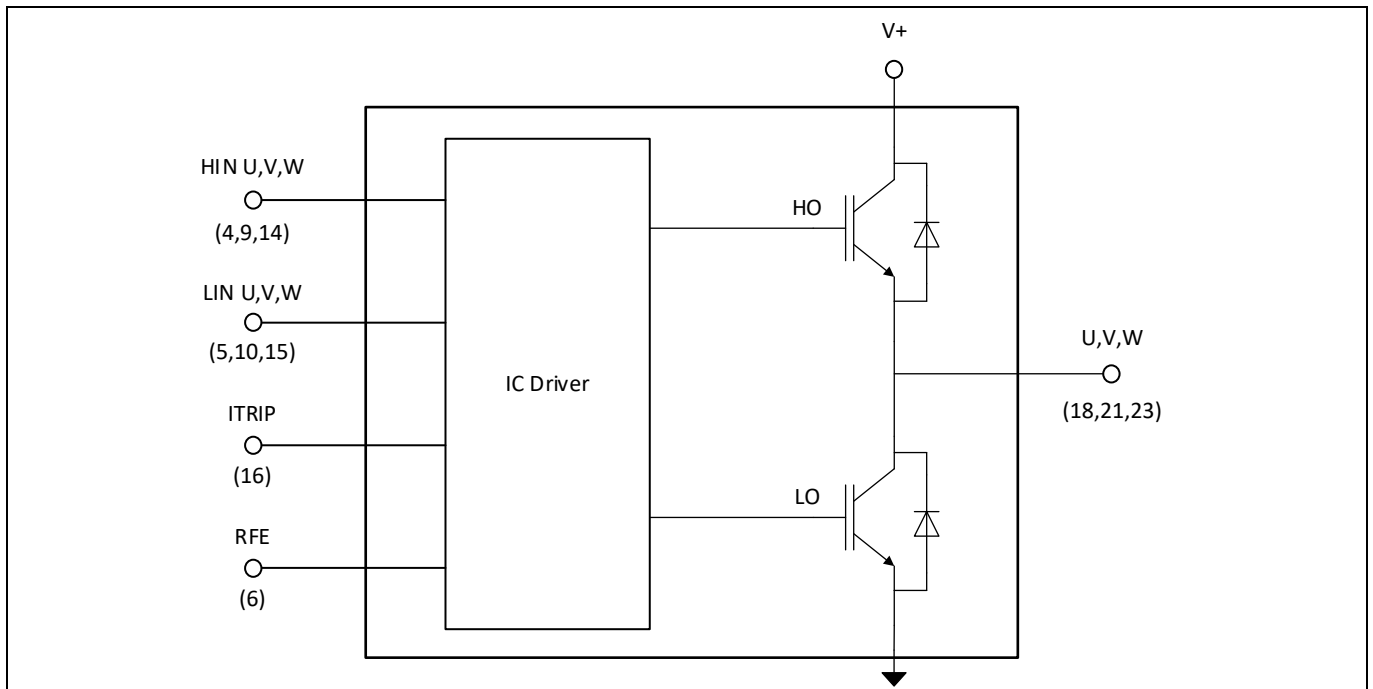 V+
HIN U,V,W
(4,9,14)
LIN U,V,W
(5,10,15)
ITRIP
(16)
RFE
(6)
IC Driver
HO
LO
U,V,W
(18,21,23)